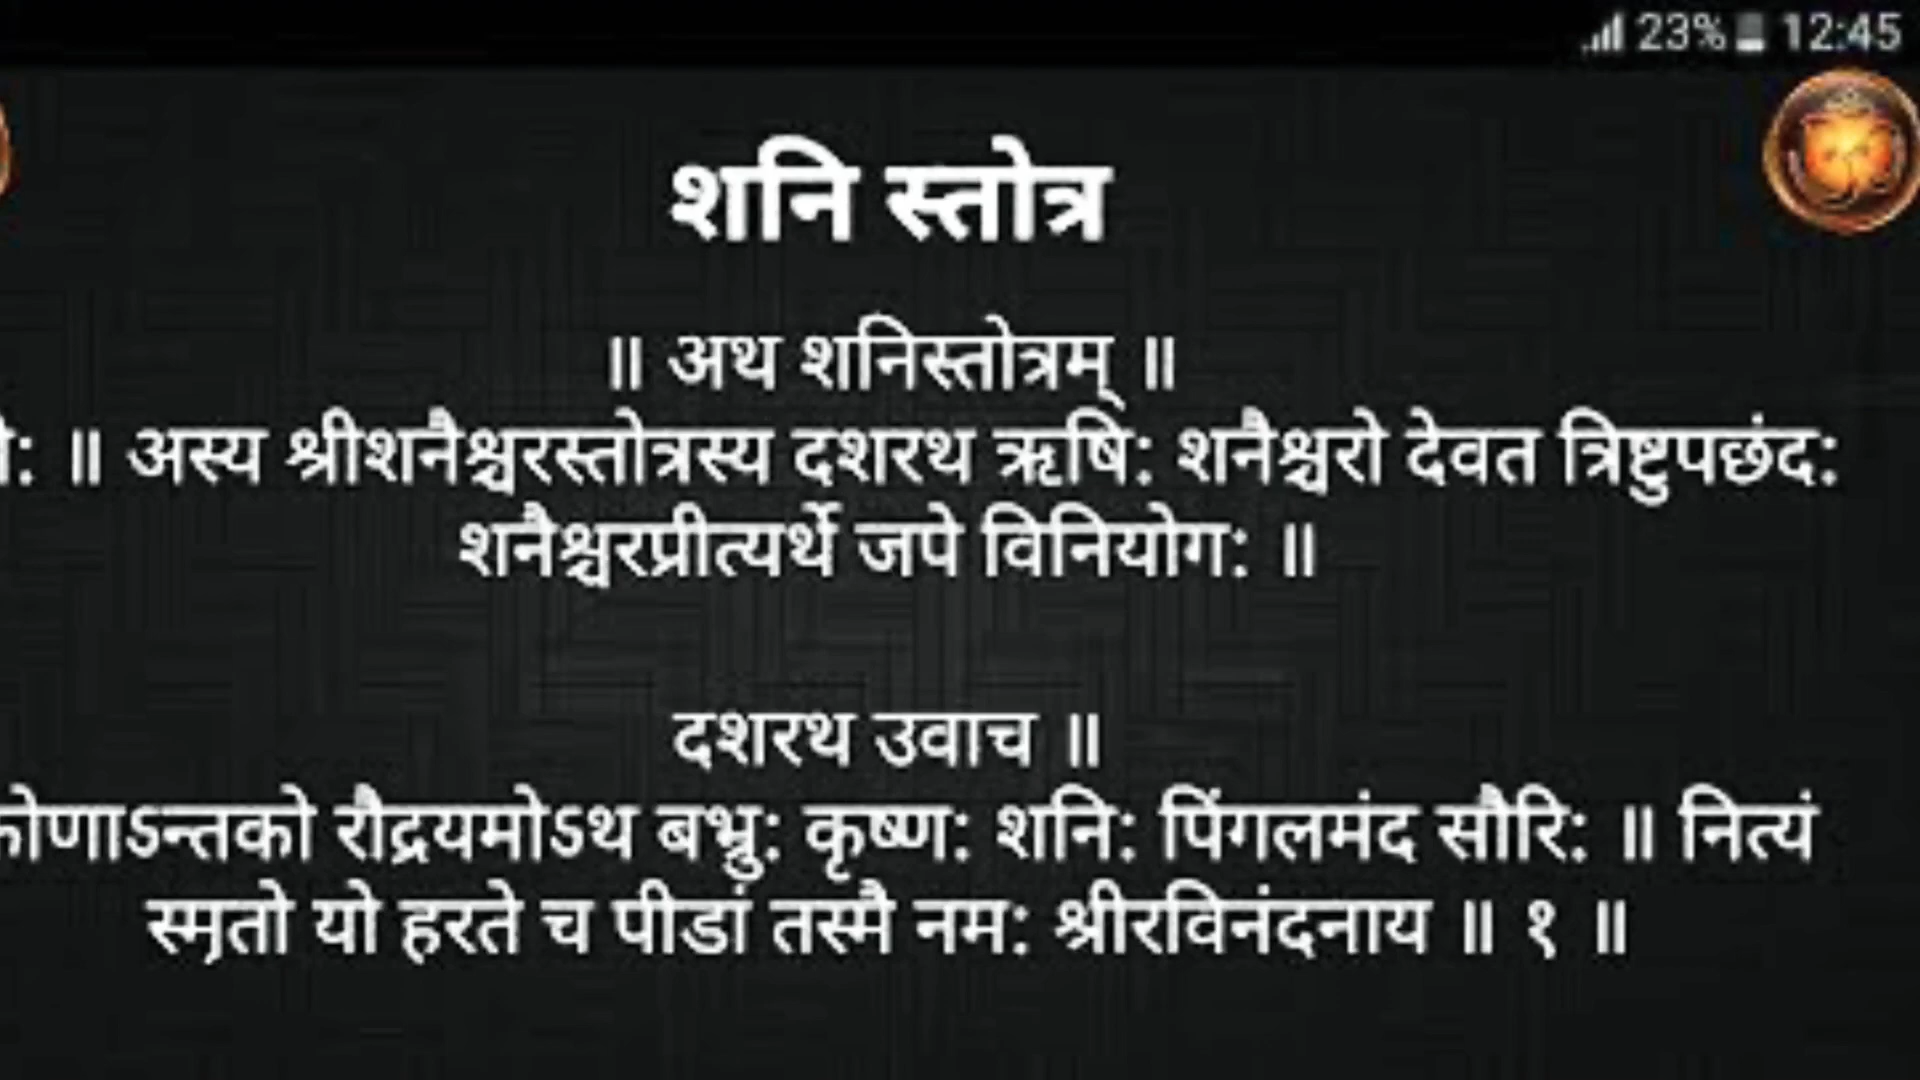 23% 12:45
शनि स्तोत्र
॥ अथ शनिस्तोत्रम् ॥
॥ अस्य श्रीशनैश्चरस्तोत्रस्य दशरथ ऋषि: शनैश्चरो देवत त्रिष्टुपछंद:
शनैश्चरप्रीत्यर्थे जपे विनियोग: ॥
दशरथ उवाच ॥
कोणाऽन्तको रौद्रयमोऽथ बभ्रु: कृष्ण: शनि: पिंगलमंद सौरि: ॥ नित्यं
स्मृतो यो हरते च पीडां तस्मै नम: श्रीरविनंदनाय ॥ १ ॥